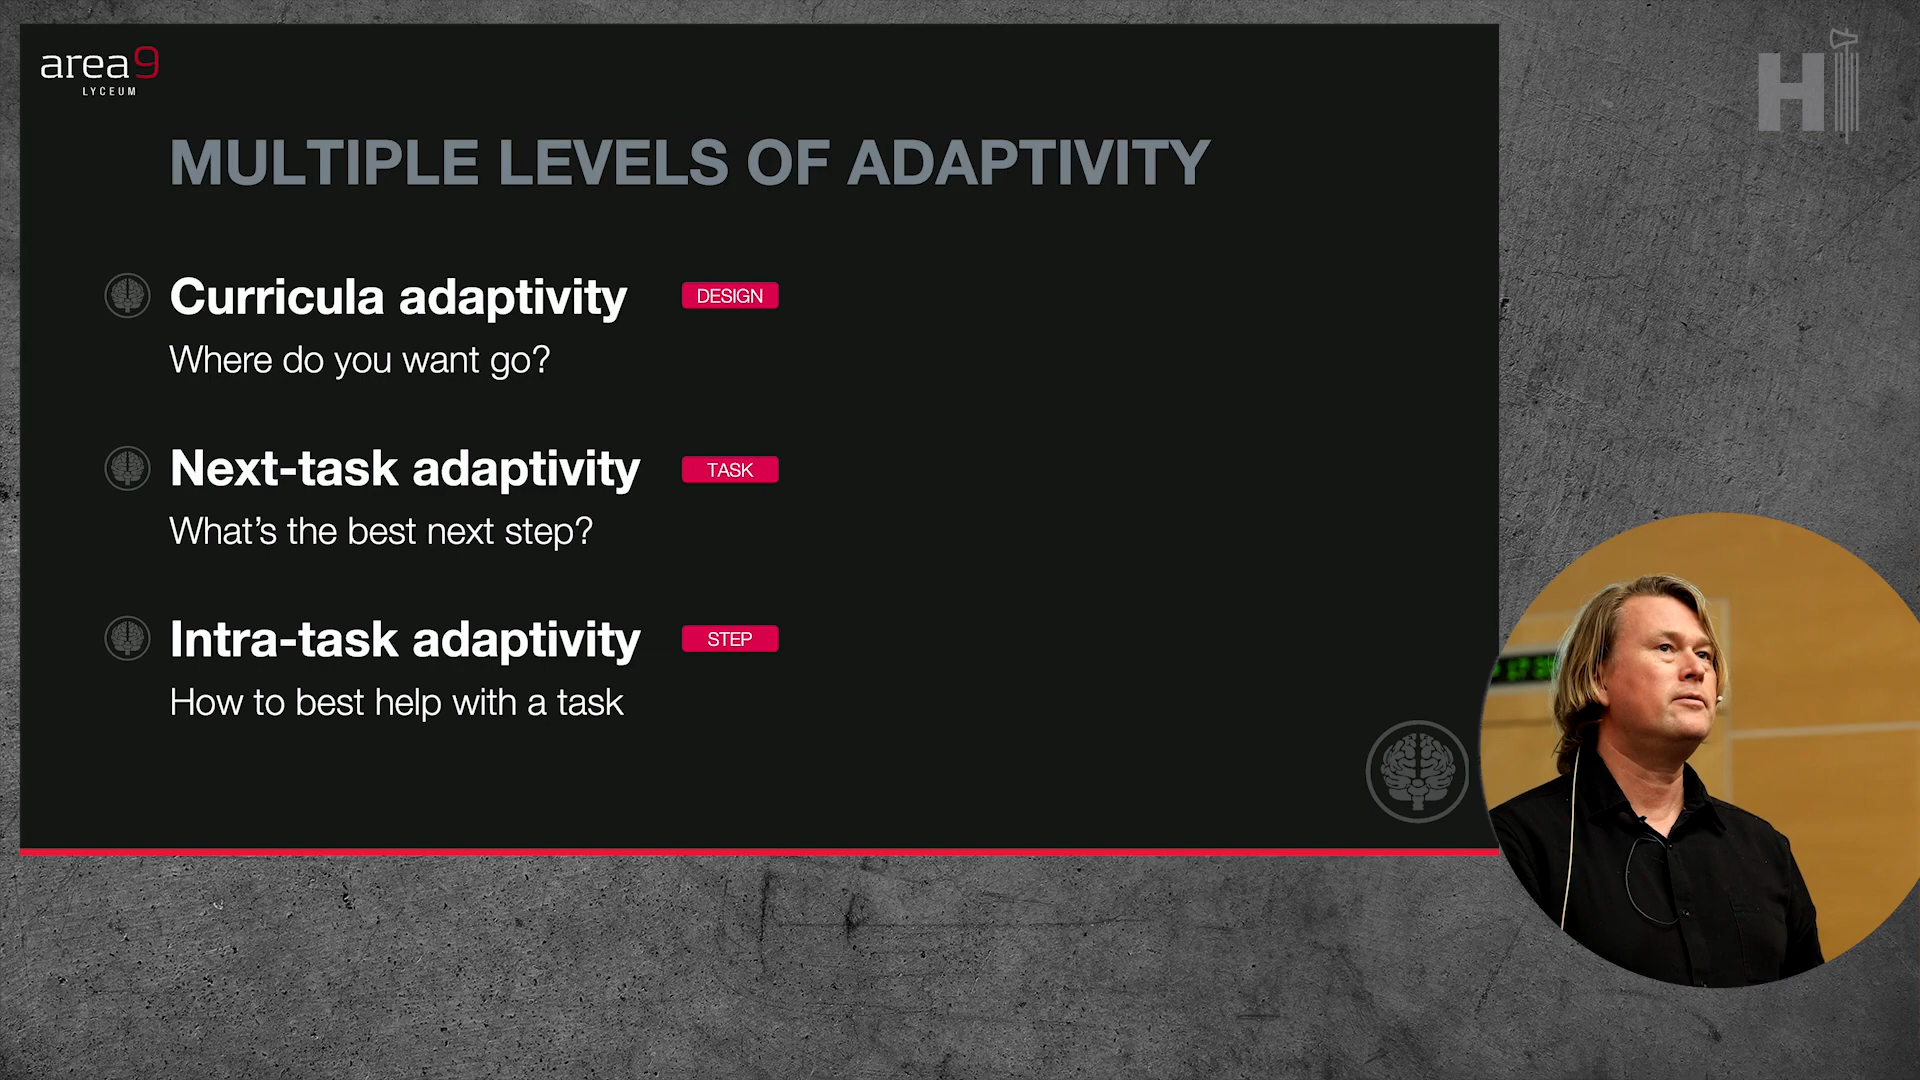 area9
LYCEUM
MULTIPLE LEVELS OF ADAPTIVITY
Curricula adaptivity
DESIGN
Where do you want go?
Next-task adaptivity
TASK
What's the best next step?
Intra-task adaptivity
STEP
How to best help with a task
H